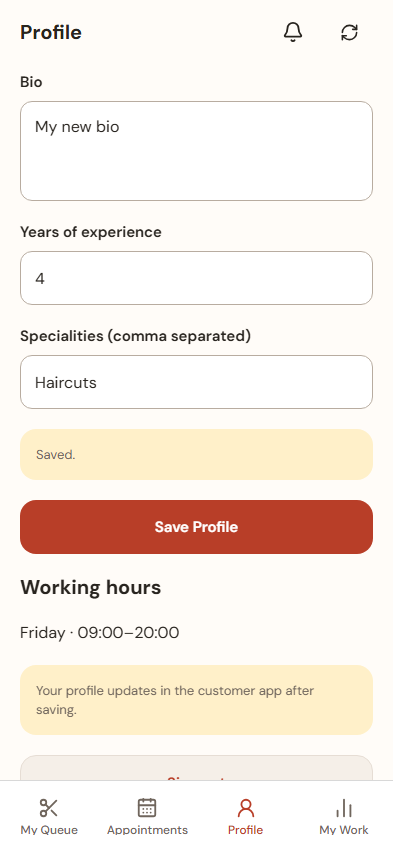 Profile
Bio
My new bio
Years of experience
4
Specialities (comma separated)
Haircuts
Saved.
Save Profile
Working hours
Friday · 09:00–20:00
Your profile updates in the customer app after
saving.
My Queue
Appointments
Profile
My Work